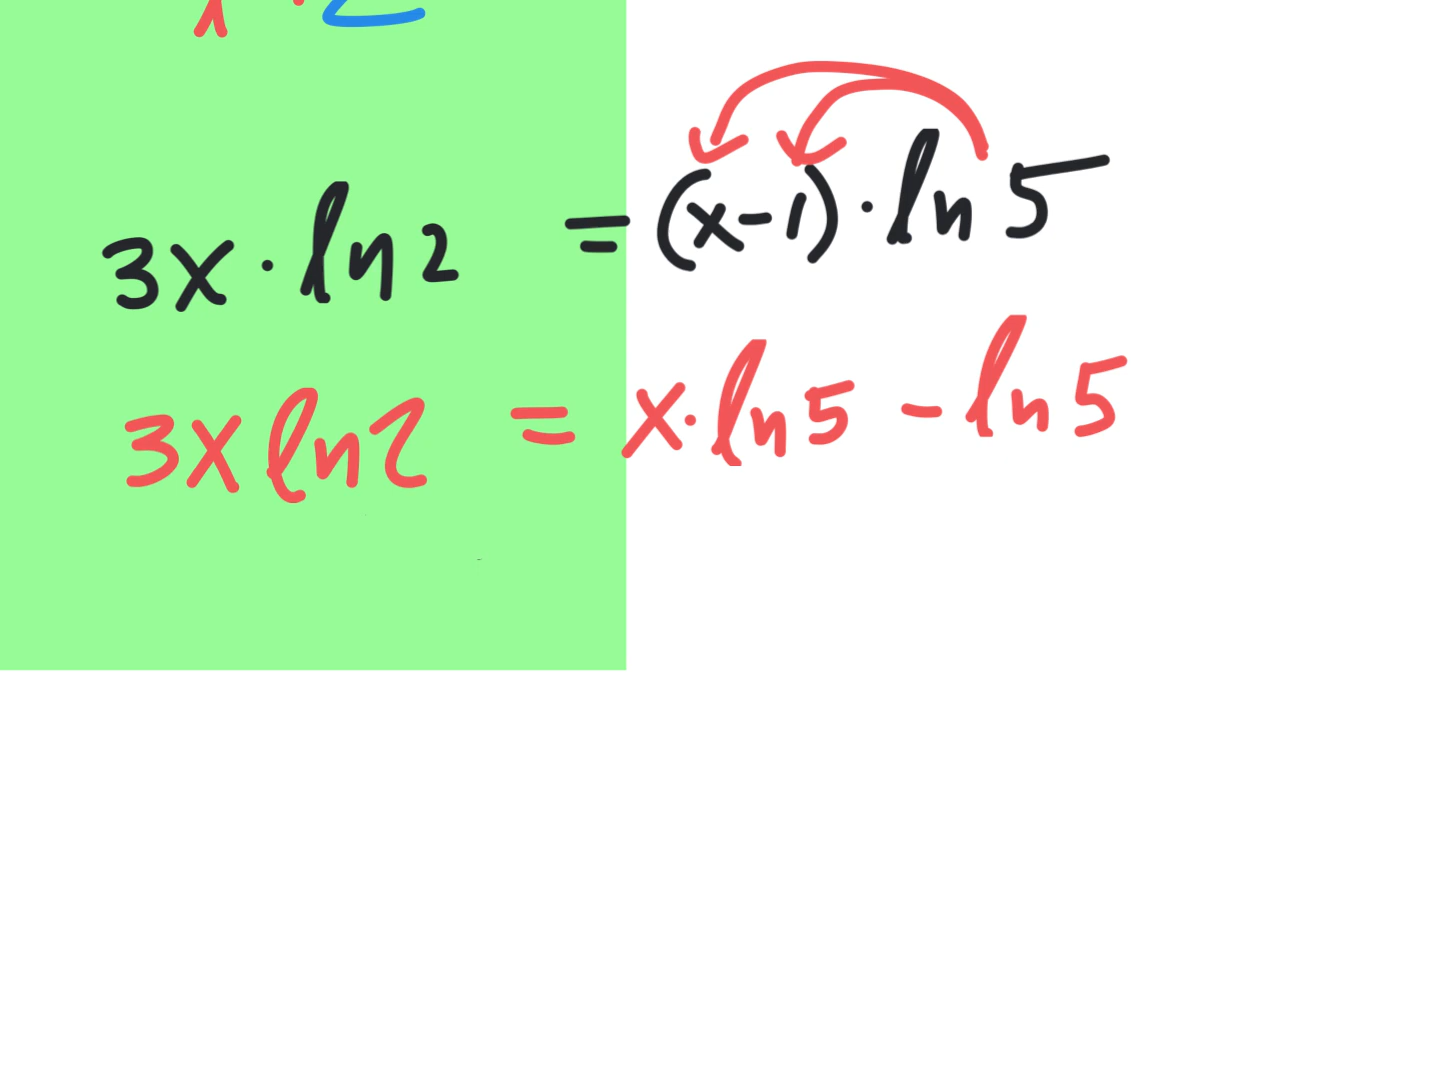 3x · ln 2 = (x-1) · ln 5
3x ln 2 = x · ln 5 - ln 5